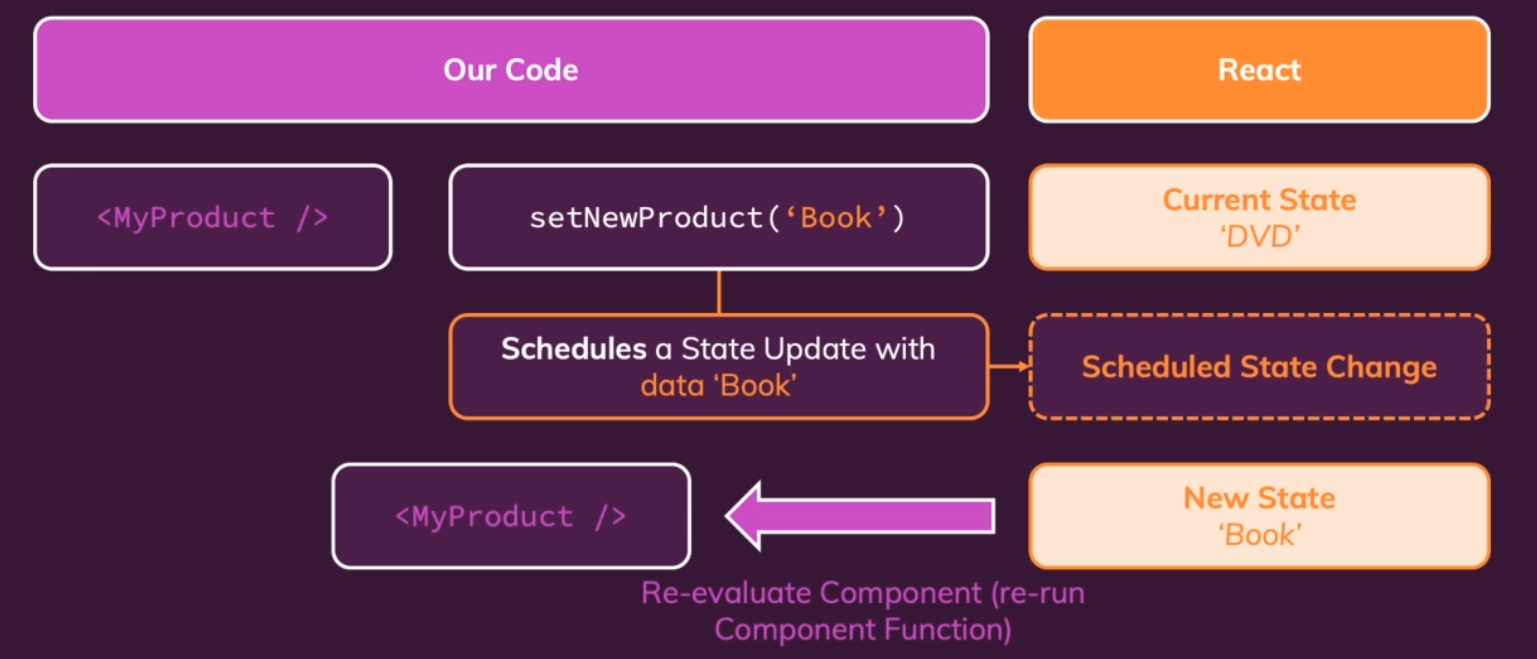 Our Code
React
<MyProduct />
setNewProduct(‘Book’)
Current State
‘DVD’
Schedules a State Update with
data ‘Book’
Scheduled State Change
<MyProduct />
New State
‘Book’
Re-evaluate Component (re-run
Component Function)